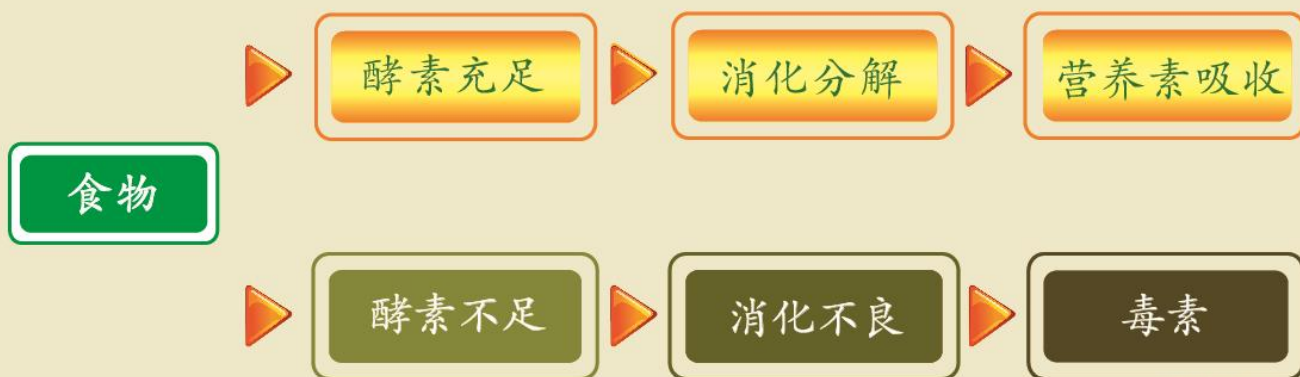 酵素充足
消化分解
营养素吸收
食物
酵素不足
消化不良
毒素